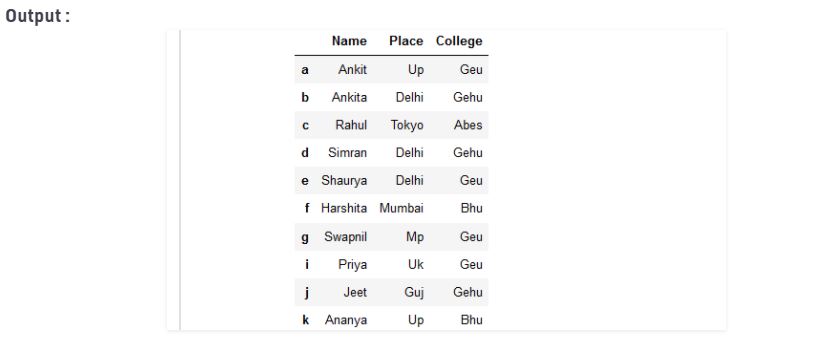 Output :
Name Place College
a Ankit Up Geu
b Ankita Delhi Gehu
c Rahul Tokyo Abes
d Simran Delhi Gehu
e Shaurya Delhi Geu
f Harshita Mumbai Bhu
g Swapnil Mp Geu
i Priya Uk Geu
j Jeet Guj Gehu
k Ananya Up Bhu